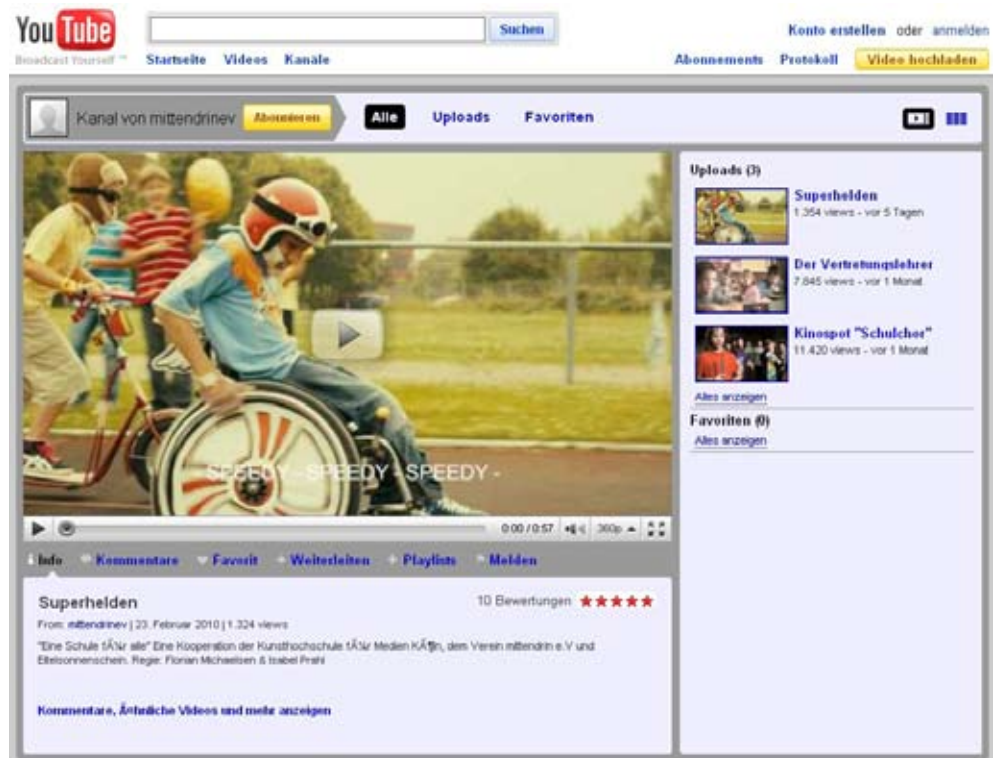 You Tube
Suchen
Konto erstellen oder anmelden
Broadcast Yourself ™
Startseite Videos Kanäle
Abonnements Protokoll Video hochladen
Kanal von mittendrinev Abonnieren Alle Uploads Favoriten
Uploads (3)
Superhelden
1.354 views - vor 5 Tagen
Der Vertretungslehrer
7.845 views - vor 1 Monat
Kinospot "Schulchor"
11.420 views - vor 1 Monat
Alles anzeigen
Favoriten (0)
Alles anzeigen
SPEEDY - SPEEDY - SPEEDY -
0:00 / 0:57 360p
Info Kommentare Favorit Weiterleiten Playlists Melden
Superhelden
10 Bewertungen
From: mittendrinev | 23. Februar 2010 | 1.324 views
"Eine Schule fÃ¼r alle" Eine Kooperation der Kunsthochschule fÃ¼r Medien KÃ¶ln, dem Verein mittendrin e.V und
Eitelsonnenschein. Regie: Florian Michaelsen & Isabel Prahl
Kommentare, Ã¤hnliche Videos und mehr anzeigen